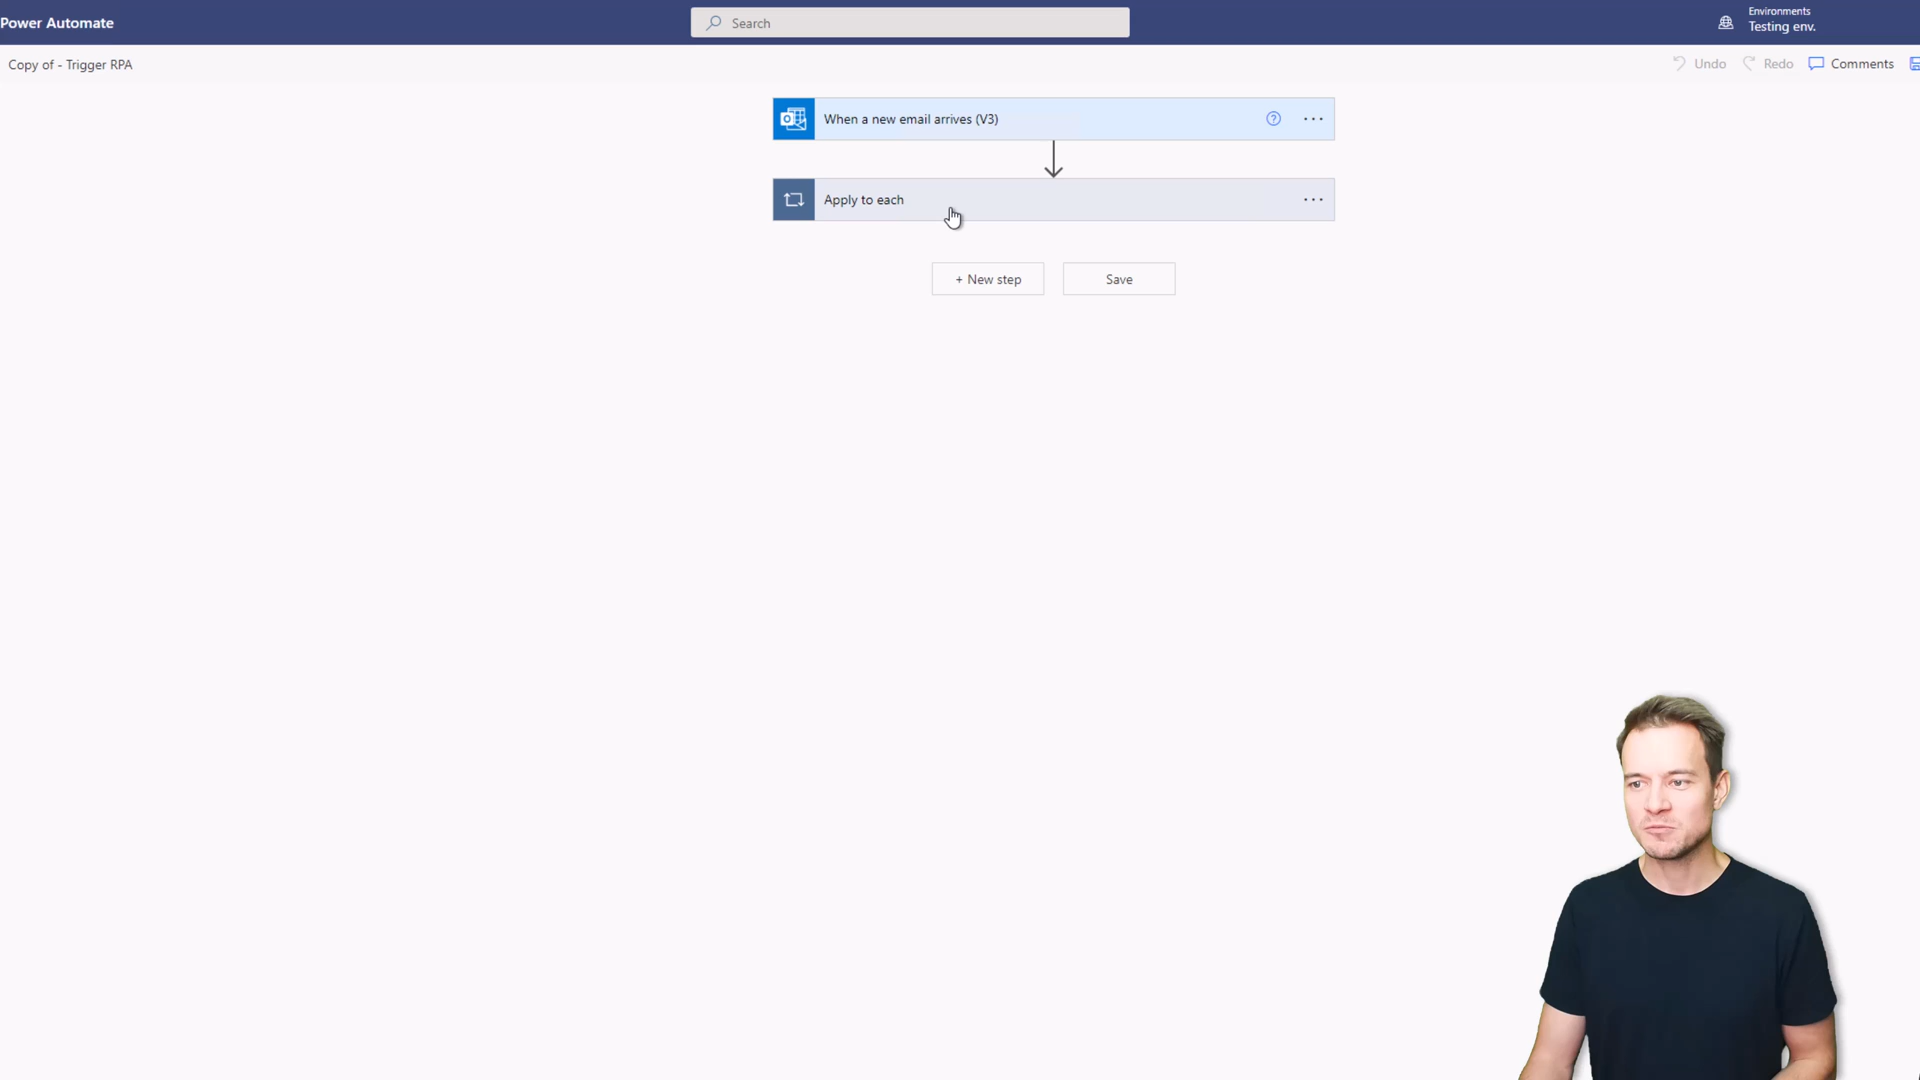 Power Automate
Search
Environments
Testing env.
Copy of - Trigger RPA
Undo
Redo
Comments
When a new email arrives (V3)
Apply to each
+ New step
Save